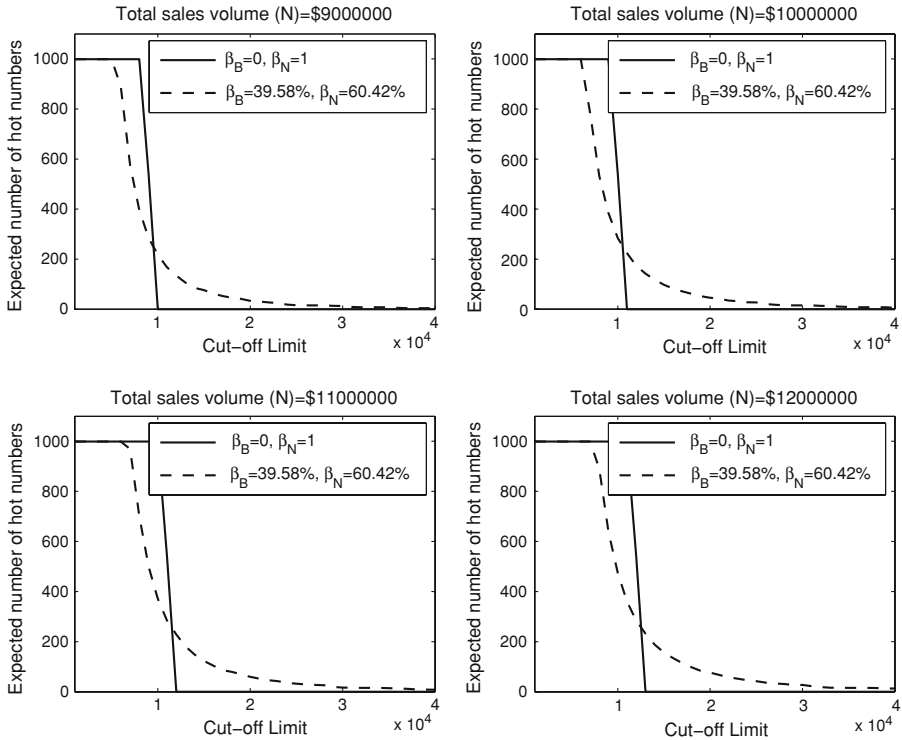 Total sales volume (N)=$9000000
Expected number of hot numbers
1000
800
600
400
200
0
β_B=0, β_N=1
β_B=39.58%, β_N=60.42%
1
2
3
4
x 10^4
Cut−off Limit
Total sales volume (N)=$10000000
Expected number of hot numbers
1000
800
600
400
200
0
β_B=0, β_N=1
β_B=39.58%, β_N=60.42%
1
2
3
4
x 10^4
Cut−off Limit
Total sales volume (N)=$11000000
Expected number of hot numbers
1000
800
600
400
200
0
β_B=0, β_N=1
β_B=39.58%, β_N=60.42%
1
2
3
4
x 10^4
Cut−off Limit
Total sales volume (N)=$12000000
Expected number of hot numbers
1000
800
600
400
200
0
β_B=0, β_N=1
β_B=39.58%, β_N=60.42%
1
2
3
4
x 10^4
Cut−off Limit